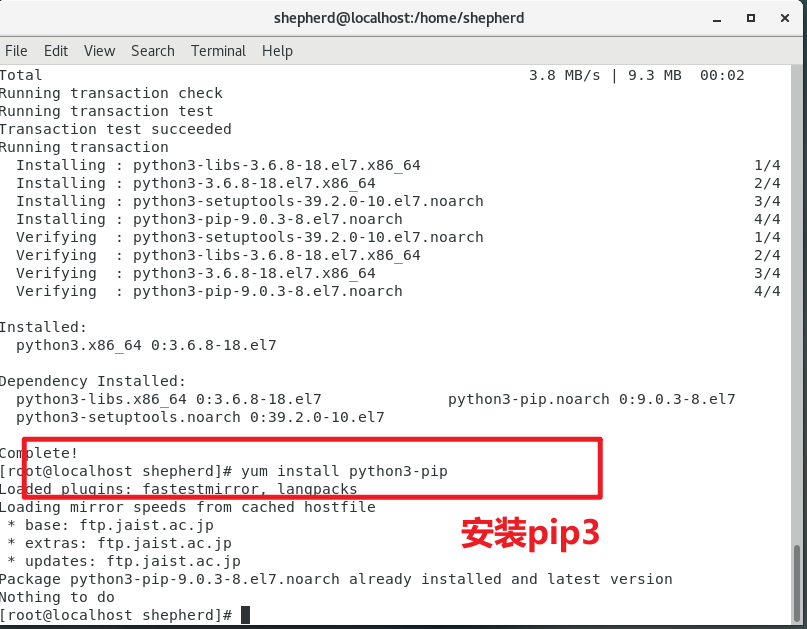 shepherd@localhost:/home/shepherd
File Edit View Search Terminal Help
Total 3.8 MB/s | 9.3 MB 00:02
Running transaction check
Running transaction test
Transaction test succeeded
Running transaction
Installing : python3-libs-3.6.8-18.el7.x86_64 1/4
Installing : python3-3.6.8-18.el7.x86_64 2/4
Installing : python3-setuptools-39.2.0-10.el7.noarch 3/4
Installing : python3-pip-9.0.3-8.el7.noarch 4/4
Verifying : python3-setuptools-39.2.0-10.el7.noarch 1/4
Verifying : python3-libs-3.6.8-18.el7.x86_64 2/4
Verifying : python3-3.6.8-18.el7.x86_64 3/4
Verifying : python3-pip-9.0.3-8.el7.noarch 4/4
Installed:
python3.x86_64 0:3.6.8-18.el7
Dependency Installed:
python3-libs.x86_64 0:3.6.8-18.el7 python3-pip.noarch 0:9.0.3-8.el7
python3-setuptools.noarch 0:39.2.0-10.el7
Complete!
[root@localhost shepherd]# yum install python3-pip
Loaded plugins: fastestmirror, langpacks
Loading mirror speeds from cached hostfile
* base: ftp.jaist.ac.jp
* extras: ftp.jaist.ac.jp
* updates: ftp.jaist.ac.jp
安装pip3
Package python3-pip-9.0.3-8.el7.noarch already installed and latest version
Nothing to do
[root@localhost shepherd]#